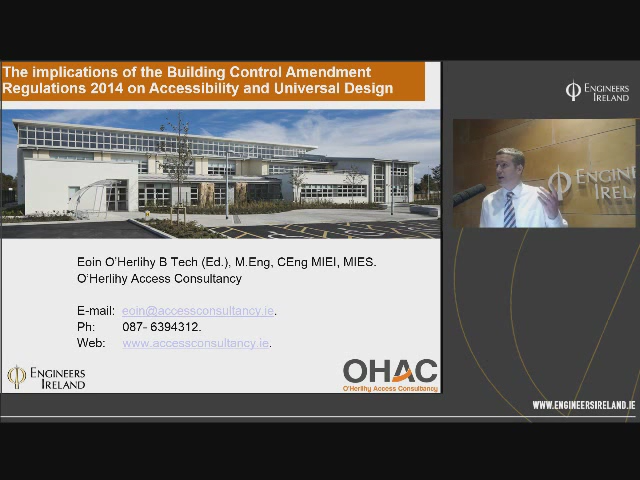 The implications of the Building Control Amendment
Regulations 2014 on Accessibility and Universal Design
Eoin O'Herlihy B Tech (Ed.), M.Eng, CEng MIEI, MIES.
O'Herlihy Access Consultancy
E-mail: eoin@accessconsultancy.ie.
Ph: 087- 6394312.
Web: www.accessconsultancy.ie.
ENGINEERS
IRELAND
OHAC
O'Herlihy Access Consultancy
ENGINEERS
IRELAND
ENGINEERS
IRELAND
WWW.ENGINEERSIRELAND.IE